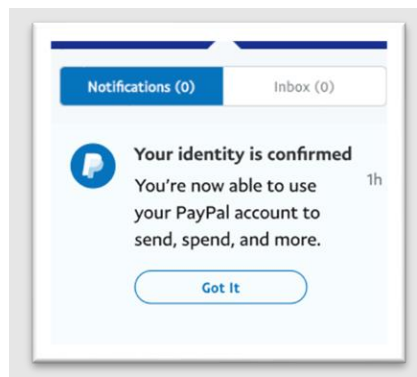 Notifications (0)
Inbox (0)
Your identity is confirmed
You're now able to use
your PayPal account to
send, spend, and more.
1h
Got It